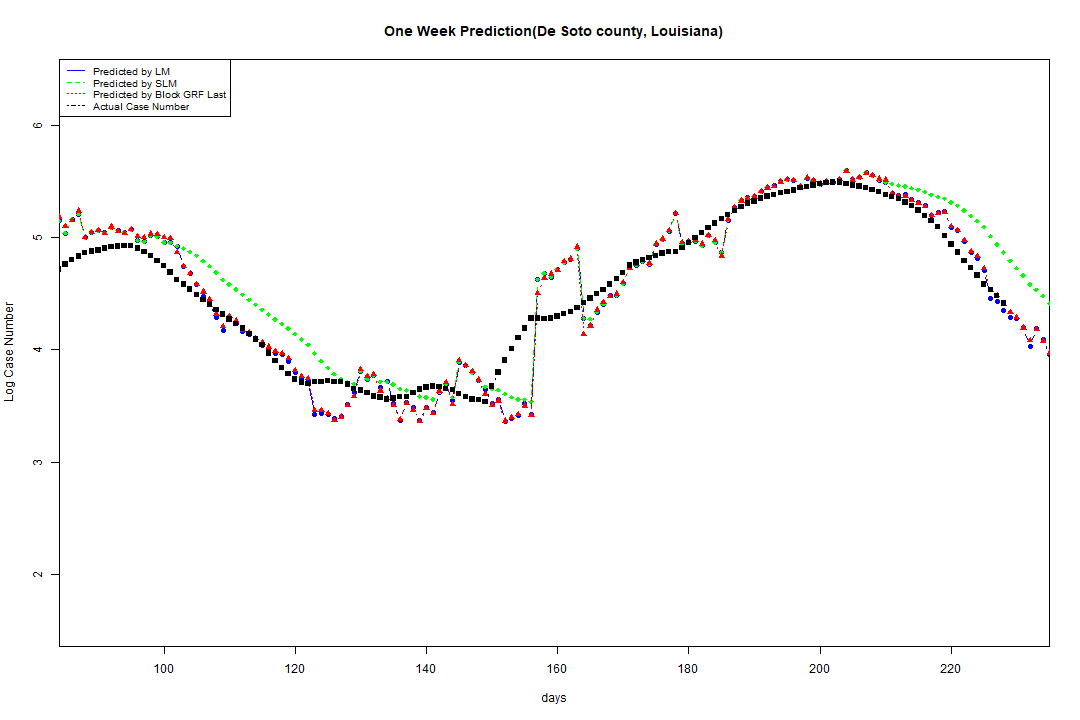 One Week Prediction(De Soto county, Louisiana)
Predicted by LM
Predicted by SLM
Predicted by Block GRF Last
Actual Case Number
6
5
4
3
2
Log Case Number
100 120 140 160 180 200 220
days